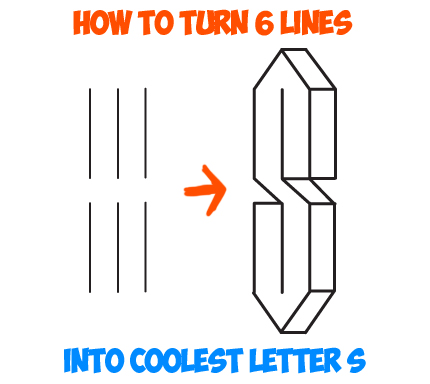 HOW TO TURN 6 LINES
INTO COOLEST LETTER S